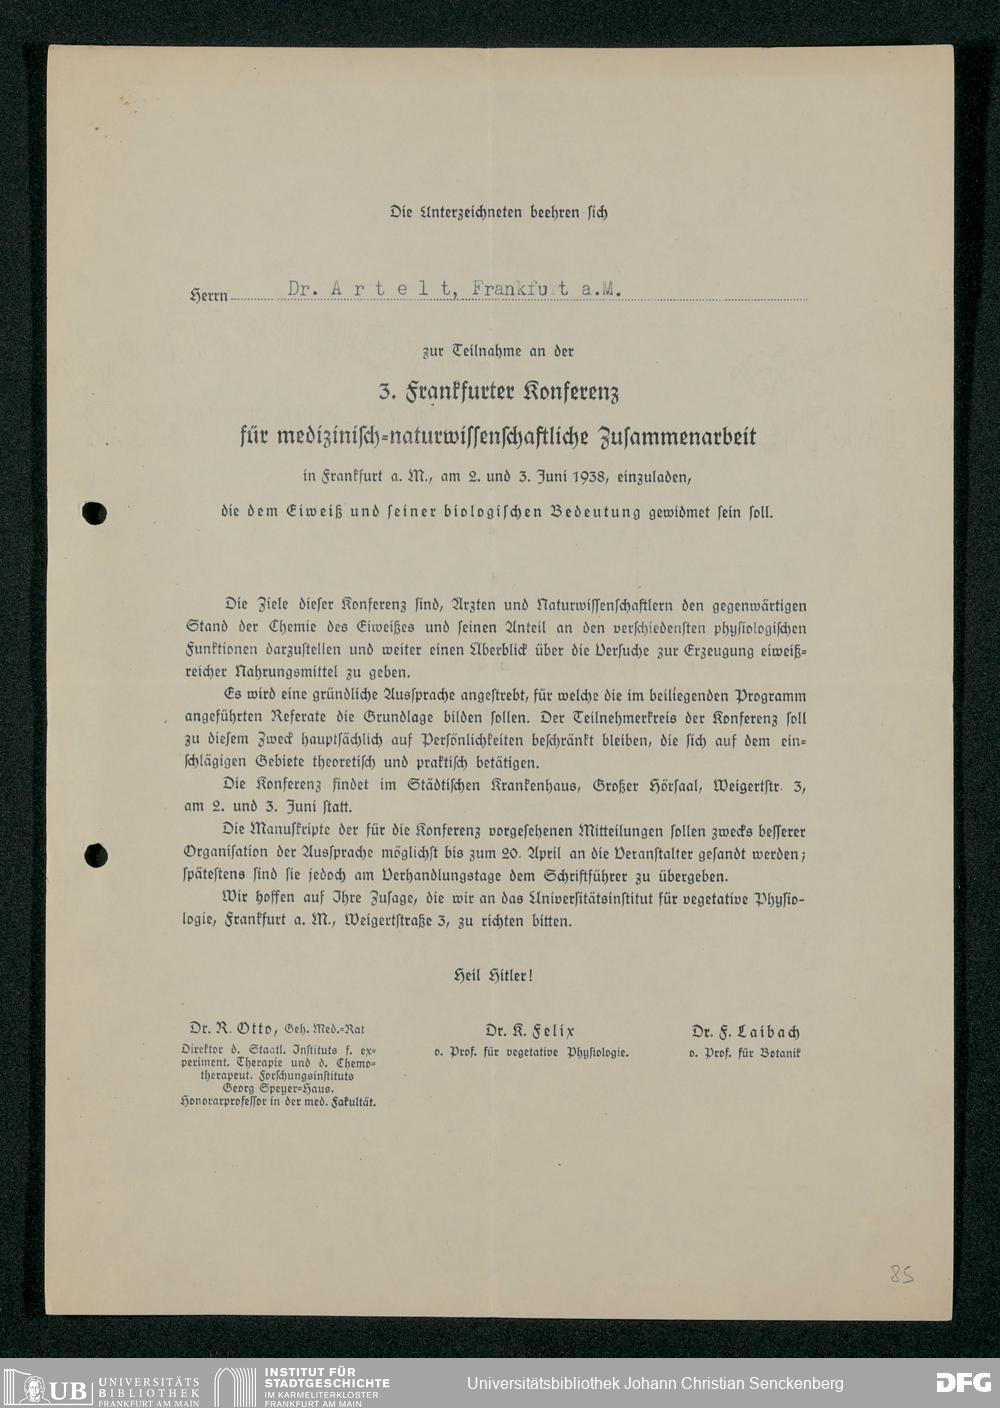 Die Unterzeichneten beehren sich
Herrn Dr. A r t e l t, Frankfu t a.M.
zur Teilnahme an der
3. Frankfurter Konferenz
für medizinisch-naturwissenschaftliche Zusammenarbeit
in Frankfurt a. M., am 2. und 3. Juni 1938, einzuladen,
die dem Eiweiß und seiner biologischen Bedeutung gewidmet sein soll.
Die Ziele dieser Konferenz sind, Ärzten und Naturwissenschaftlern den gegenwärtigen
Stand der Chemie des Eiweißes und seinen Anteil an den verschiedensten physiologischen
Funktionen darzustellen und weiter einen Überblick über die Versuche zur Erzeugung eiweiß-
reicher Nahrungsmittel zu geben.
Es wird eine gründliche Aussprache angestrebt, für welche die im beiliegenden Programm
angeführten Referate die Grundlage bilden sollen. Der Teilnehmerkreis der Konferenz soll
zu diesem Zweck hauptsächlich auf Persönlichkeiten beschränkt bleiben, die sich auf dem ein-
schlägigen Gebiete theoretisch und praktisch betätigen.
Die Konferenz findet im Städtischen Krankenhaus, Großer Hörsaal, Weigertstr. 3,
am 2. und 3. Juni statt.
Die Manuskripte der für die Konferenz vorgesehenen Mitteilungen sollen zwecks besserer
Organisation der Aussprache möglichst bis zum 20. April an die Veranstalter gesandt werden;
spätestens sind sie jedoch am Verhandlungstage dem Schriftführer zu übergeben.
Wir hoffen auf Ihre Zusage, die wir an das Universitätsinstitut für vegetative Physio-
logie, Frankfurt a. M., Weigertstraße 3, zu richten bitten.
Heil Hitler!
Dr. R. Otto, Geh. Med.-Rat
Direktor d. Staatl. Instituts f. ex-
periment. Therapie und d. Chemo-
therapeut. Forschungsinstituts
Georg Speyer-Haus.
Honorarprofessor in der med. Fakultät.
Dr. K. Felix
o. Prof. für vegetative Physiologie.
Dr. F. Laibach
o. Prof. für Botanik
85
UB UNIVERSITÄTS
BIBLIOTHEK
FRANKFURT AM MAIN
INSTITUT FÜR
STADTGESCHICHTE
IM KARMELITERKLOSTER
FRANKFURT AM MAIN
Universitätsbibliothek Johann Christian Senckenberg
DFG